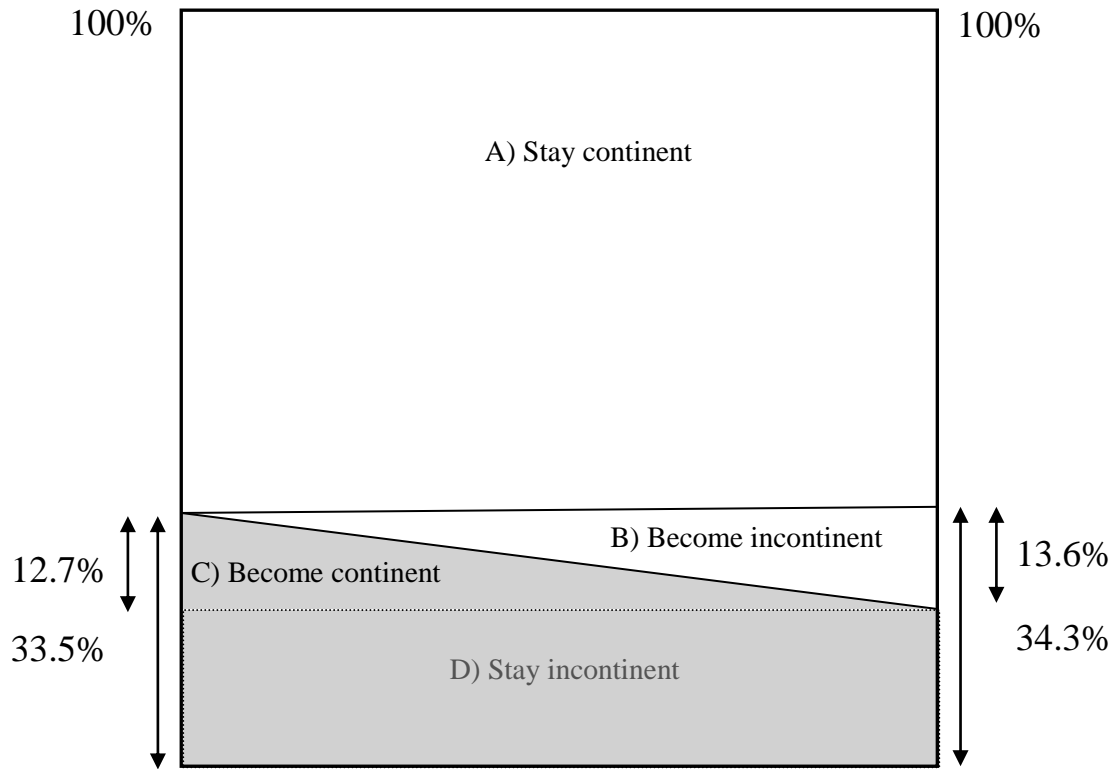 100%
100%
A) Stay continent
B) Become incontinent
12.7%
C) Become continent
13.6%
33.5%
34.3%
D) Stay incontinent